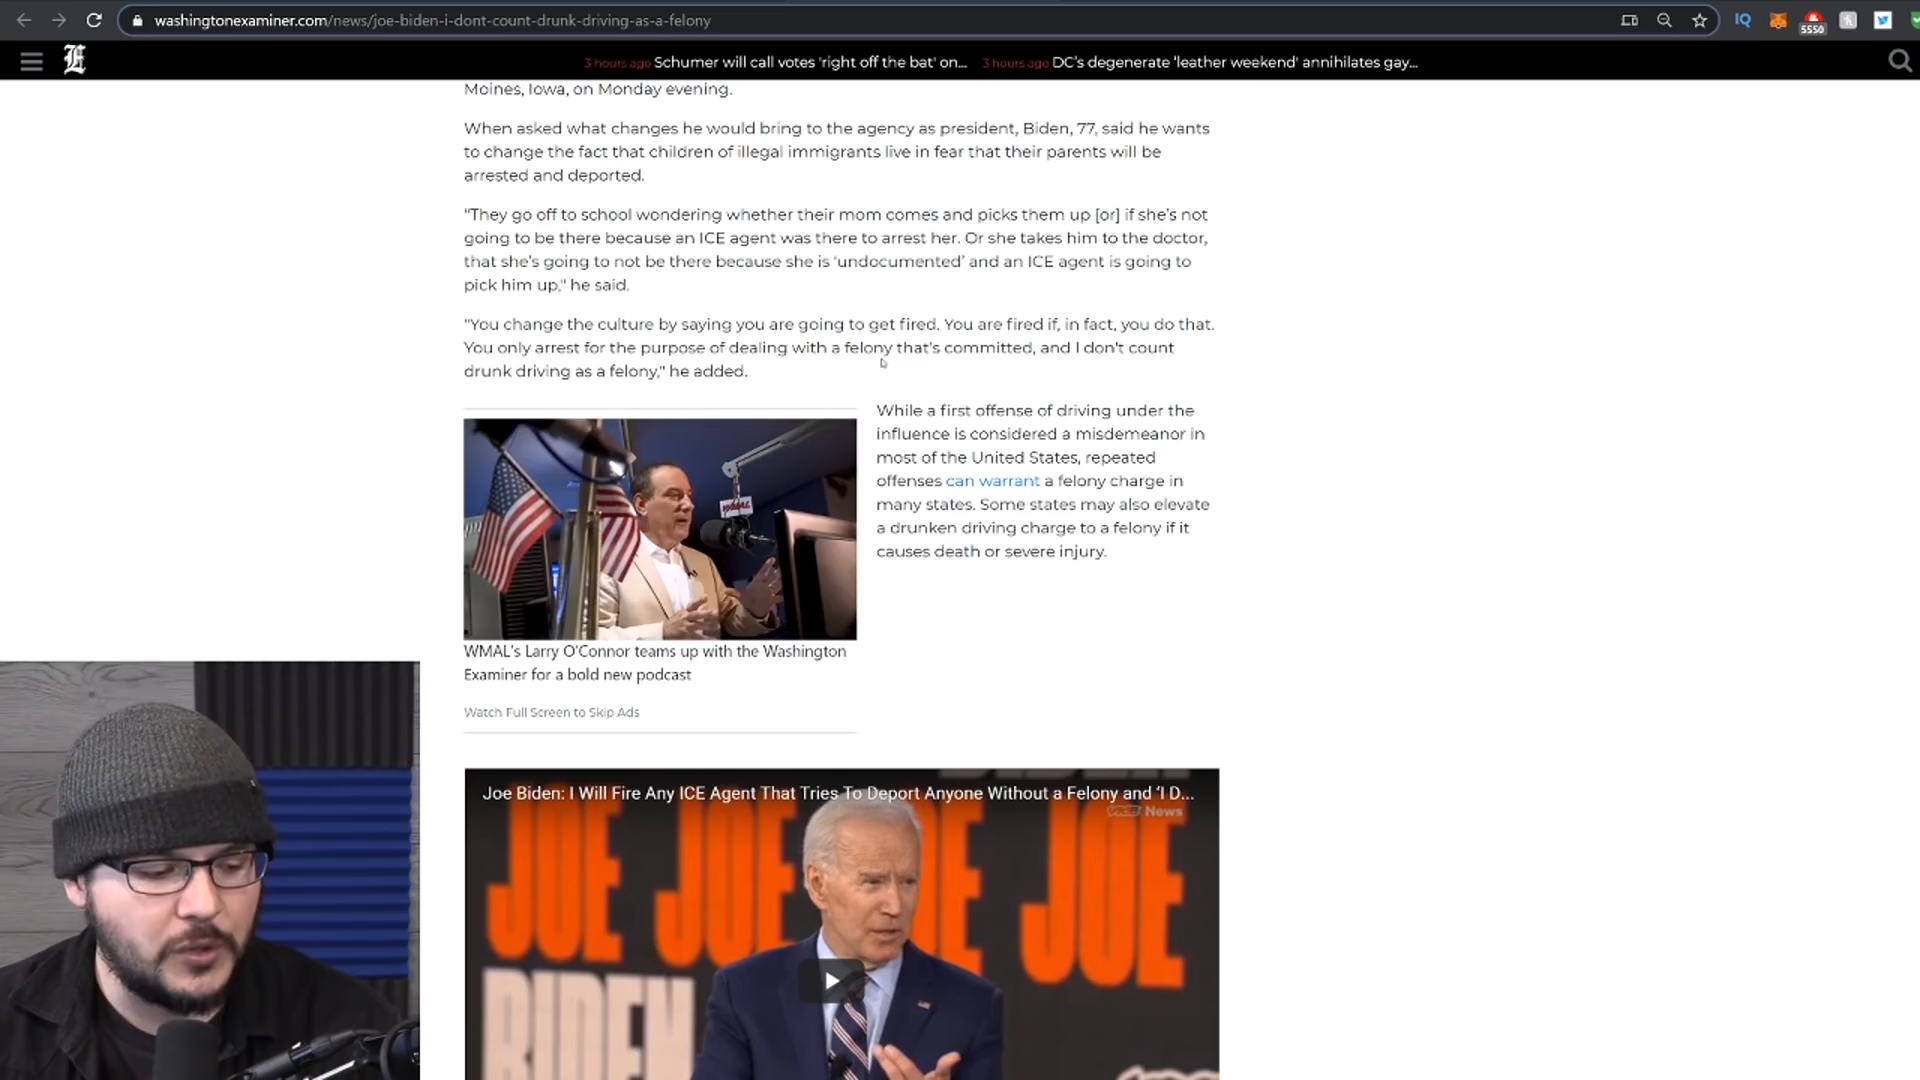 washingtonexaminer.com/news/joe-biden-i-dont-count-drunk-driving-as-a-felony
IQ
5550
E
3 hours ago Schumer will call votes 'right off the bat' on... 3 hours ago DC's degenerate 'leather weekend' annihilates gay...
Moines, Iowa, on Monday evening.
When asked what changes he would bring to the agency as president, Biden, 77, said he wants
to change the fact that children of illegal immigrants live in fear that their parents will be
arrested and deported.
"They go off to school wondering whether their mom comes and picks them up [or] if she's not
going to be there because an ICE agent was there to arrest her. Or she takes him to the doctor,
that she's going to not be there because she is 'undocumented' and an ICE agent is going to
pick him up," he said.
"You change the culture by saying you are going to get fired. You are fired if, in fact, you do that.
You only arrest for the purpose of dealing with a felony that's committed, and I don't count
drunk driving as a felony," he added.
While a first offense of driving under the
influence is considered a misdemeanor in
most of the United States, repeated
offenses can warrant a felony charge in
many states. Some states may also elevate
a drunken driving charge to a felony if it
causes death or severe injury.
WMAL
WMAL's Larry O'Connor teams up with the Washington
Examiner for a bold new podcast
Watch Full Screen to Skip Ads
BIDEN
Joe Biden: I Will Fire Any ICE Agent That Tries To Deport Anyone Without a Felony and 'I D...
VICE News
JOE JOE JOE JOE
BIDEN